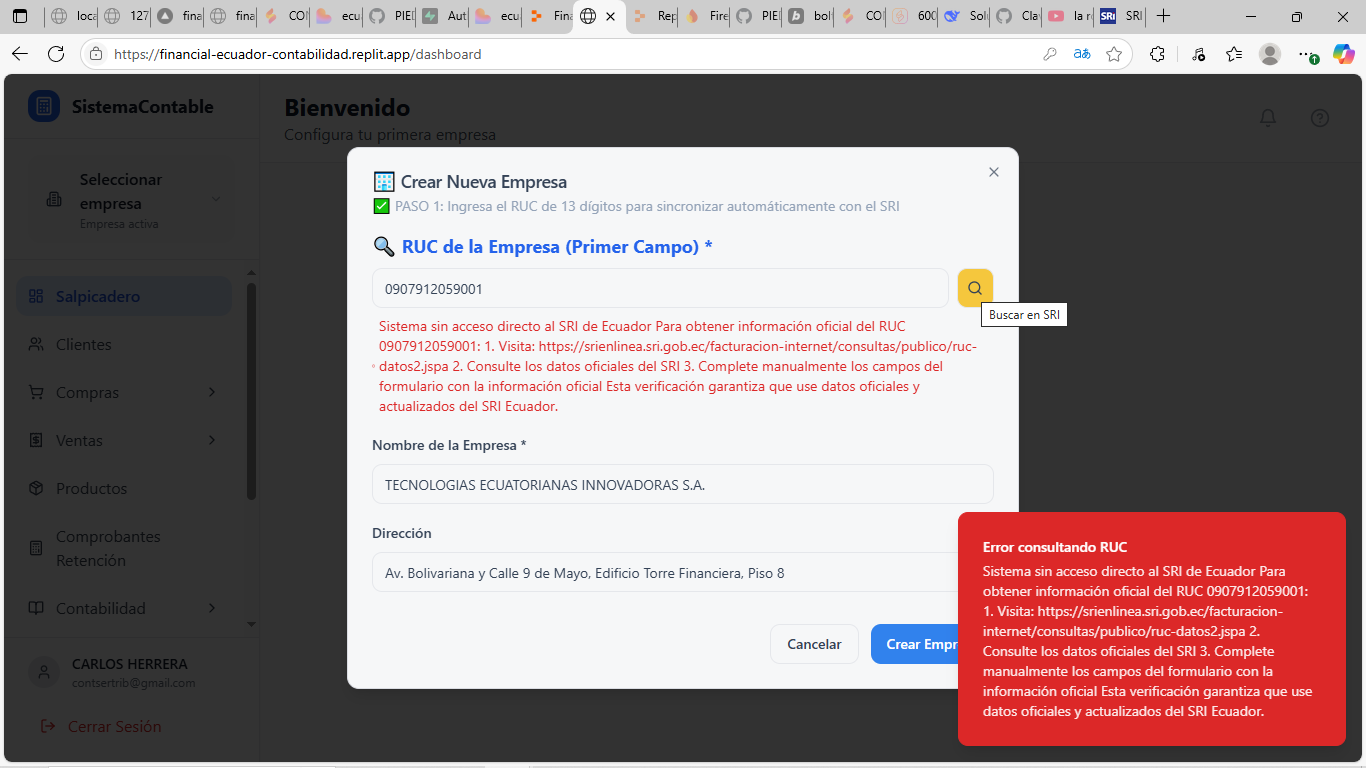 loca
127
fina
fina
CON
ecu
PIED
Aut
ecu
Fina
Rep
Fire
PIED
bolt
CO
600
Solu
Clau
la re
SRi SRI
https://financial-ecuador-contabilidad.replit.app/dashboard
SistemaContable
Bienvenido
Configura tu primera empresa
Seleccionar
empresa
Empresa activa
Salpicadero
Clientes
Compras
Ventas
Productos
Comprobantes
Retención
Contabilidad
CARLOS HERRERA
contsertrib@gmail.com
Cerrar Sesión
Crear Nueva Empresa
PASO 1: Ingresa el RUC de 13 dígitos para sincronizar automáticamente con el SRI
RUC de la Empresa (Primer Campo) *
0907912059001
Buscar en SRI
Sistema sin acceso directo al SRI de Ecuador Para obtener información oficial del RUC
0907912059001: 1. Visita: https://srienlinea.sri.gob.ec/facturacion-internet/consultas/publico/ruc-
datos2.jspa 2. Consulte los datos oficiales del SRI 3. Complete manualmente los campos del
formulario con la información oficial Esta verificación garantiza que use datos oficiales y
actualizados del SRI Ecuador.
Nombre de la Empresa *
TECNOLOGIAS ECUATORIANAS INNOVADORAS S.A.
Dirección
Av. Bolivariana y Calle 9 de Mayo, Edificio Torre Financiera, Piso 8
Cancelar
Crear Empr
Error consultando RUC
Sistema sin acceso directo al SRI de Ecuador Para
obtener información oficial del RUC 0907912059001:
1. Visita: https://srienlinea.sri.gob.ec/facturacion-
internet/consultas/publico/ruc-datos2.jspa 2.
Consulte los datos oficiales del SRI 3. Complete
manualmente los campos del formulario con la
información oficial Esta verificación garantiza que use
datos oficiales y actualizados del SRI Ecuador.